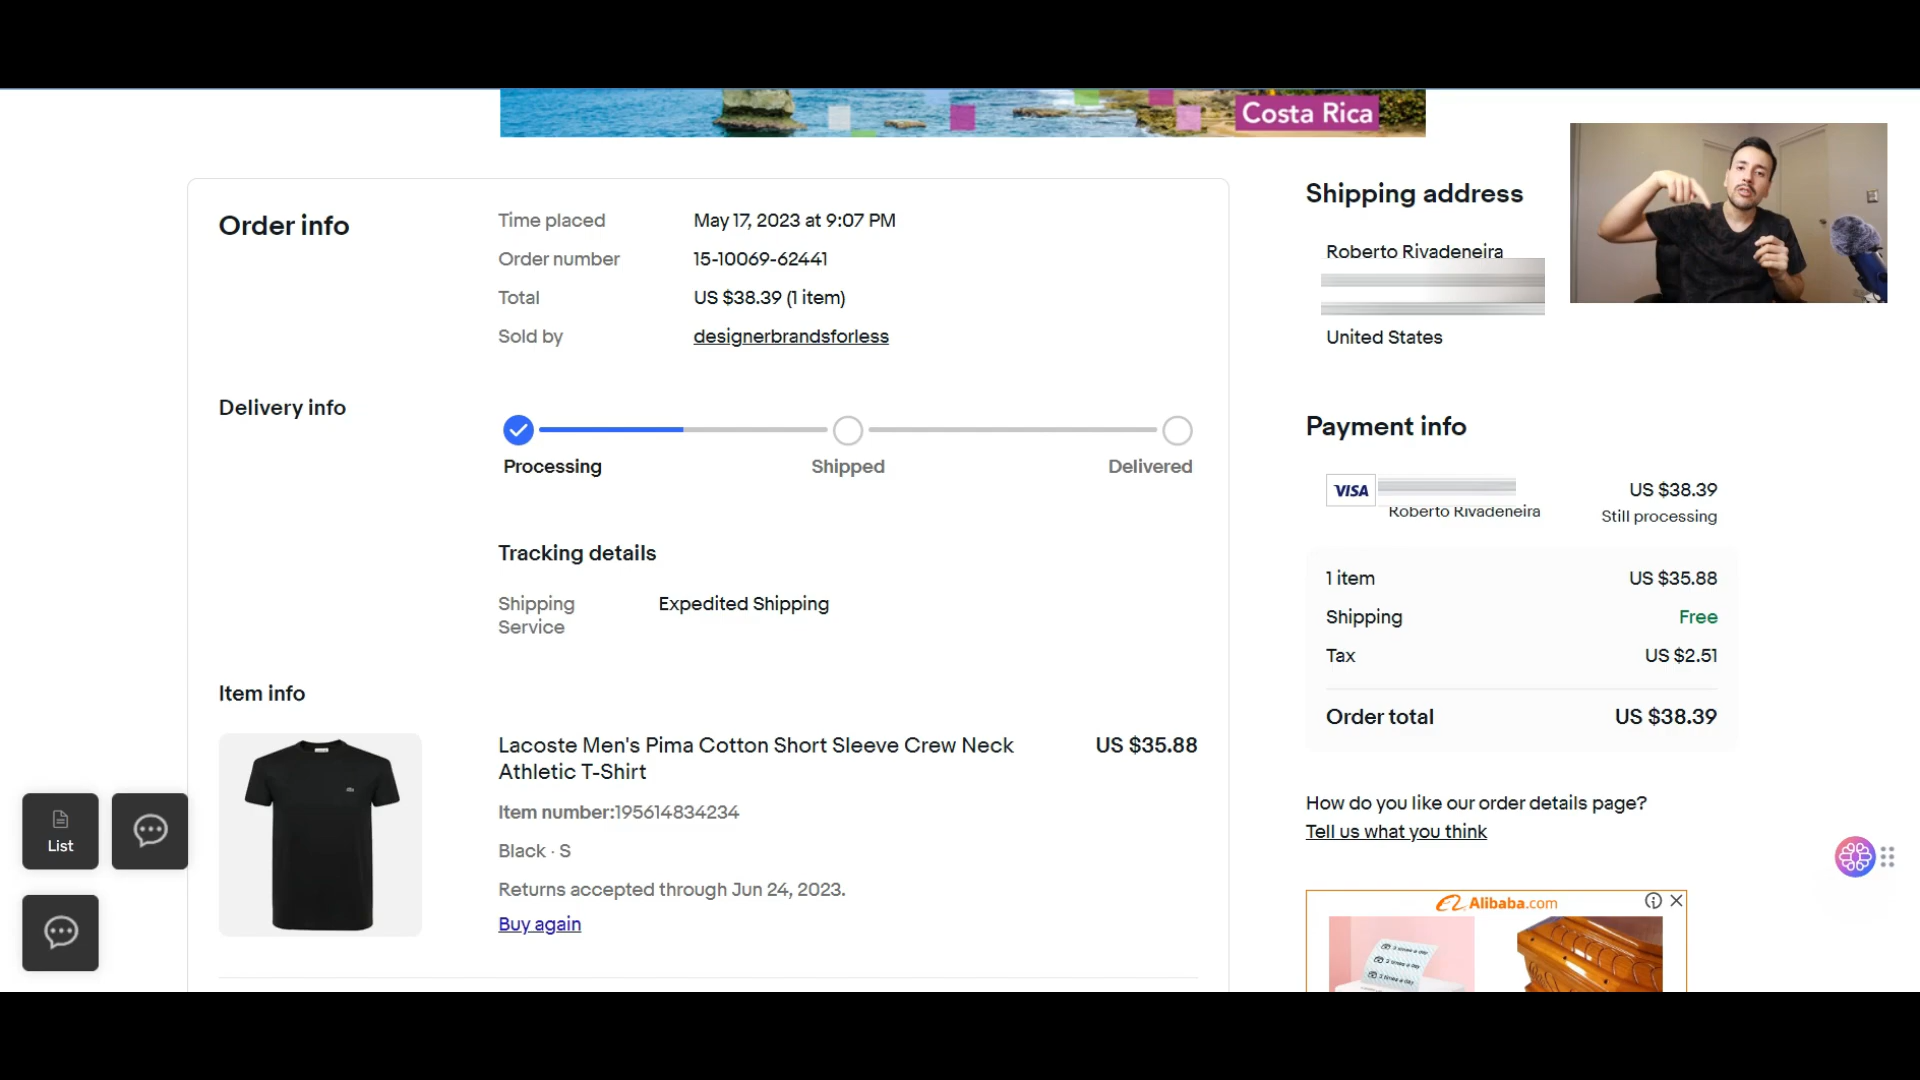 Costa Rica
Order info
Time placed May 17, 2023 at 9:07 PM
Order number 15-10069-62441
Total US $38.39 (1 item)
Sold by designerbrandsforless
Delivery info
Processing Shipped Delivered
Tracking details
Shipping Service Expedited Shipping
Item info
Lacoste Men's Pima Cotton Short Sleeve Crew Neck US $35.88
Athletic T-Shirt
Item number:195614834234
Black · S
Returns accepted through Jun 24, 2023.
Buy again
List
Shipping address
Roberto Rivadeneira
United States
Payment info
VISA US $38.39
Roberto Rivadeneira Still processing
1 item US $35.88
Shipping Free
Tax US $2.51
Order total US $38.39
How do you like our order details page?
Tell us what you think
Alibaba.com
3 times a day